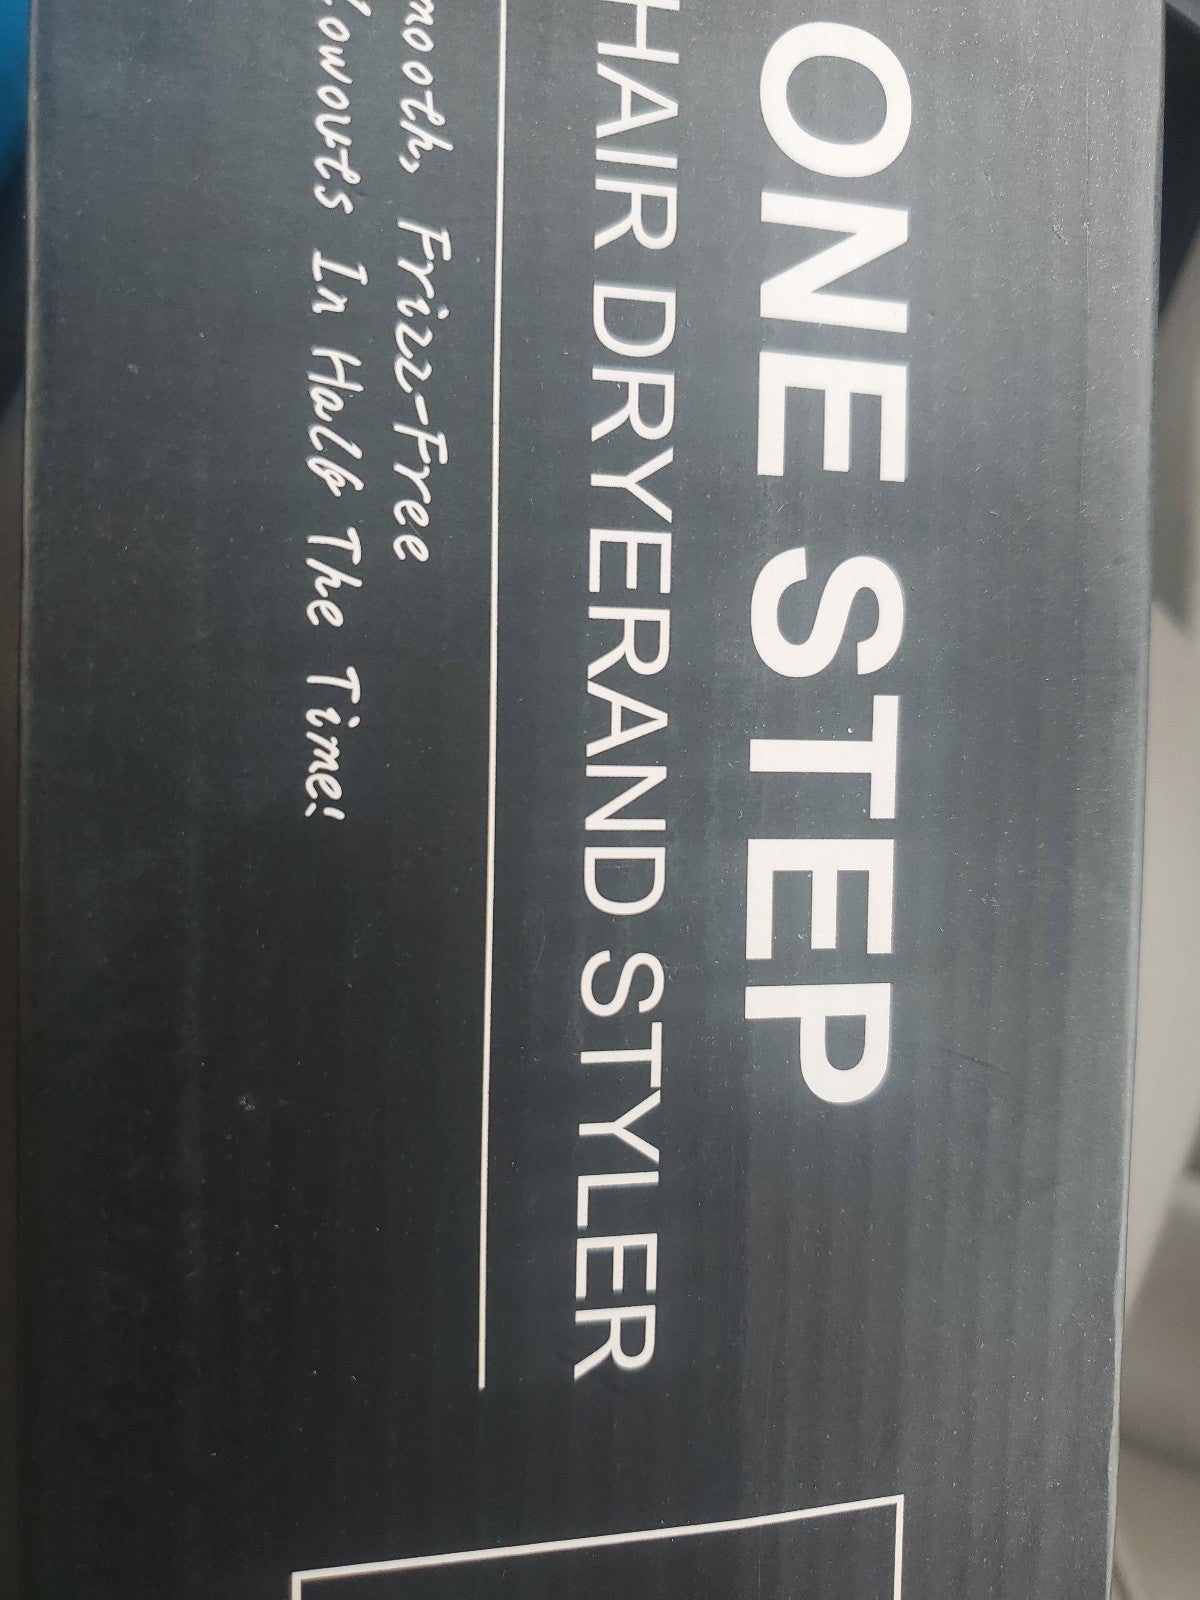 ONE STEP
HAIR DRYERAND STYLER
mooth, Frizz-Free
lowouts In Half The Time!